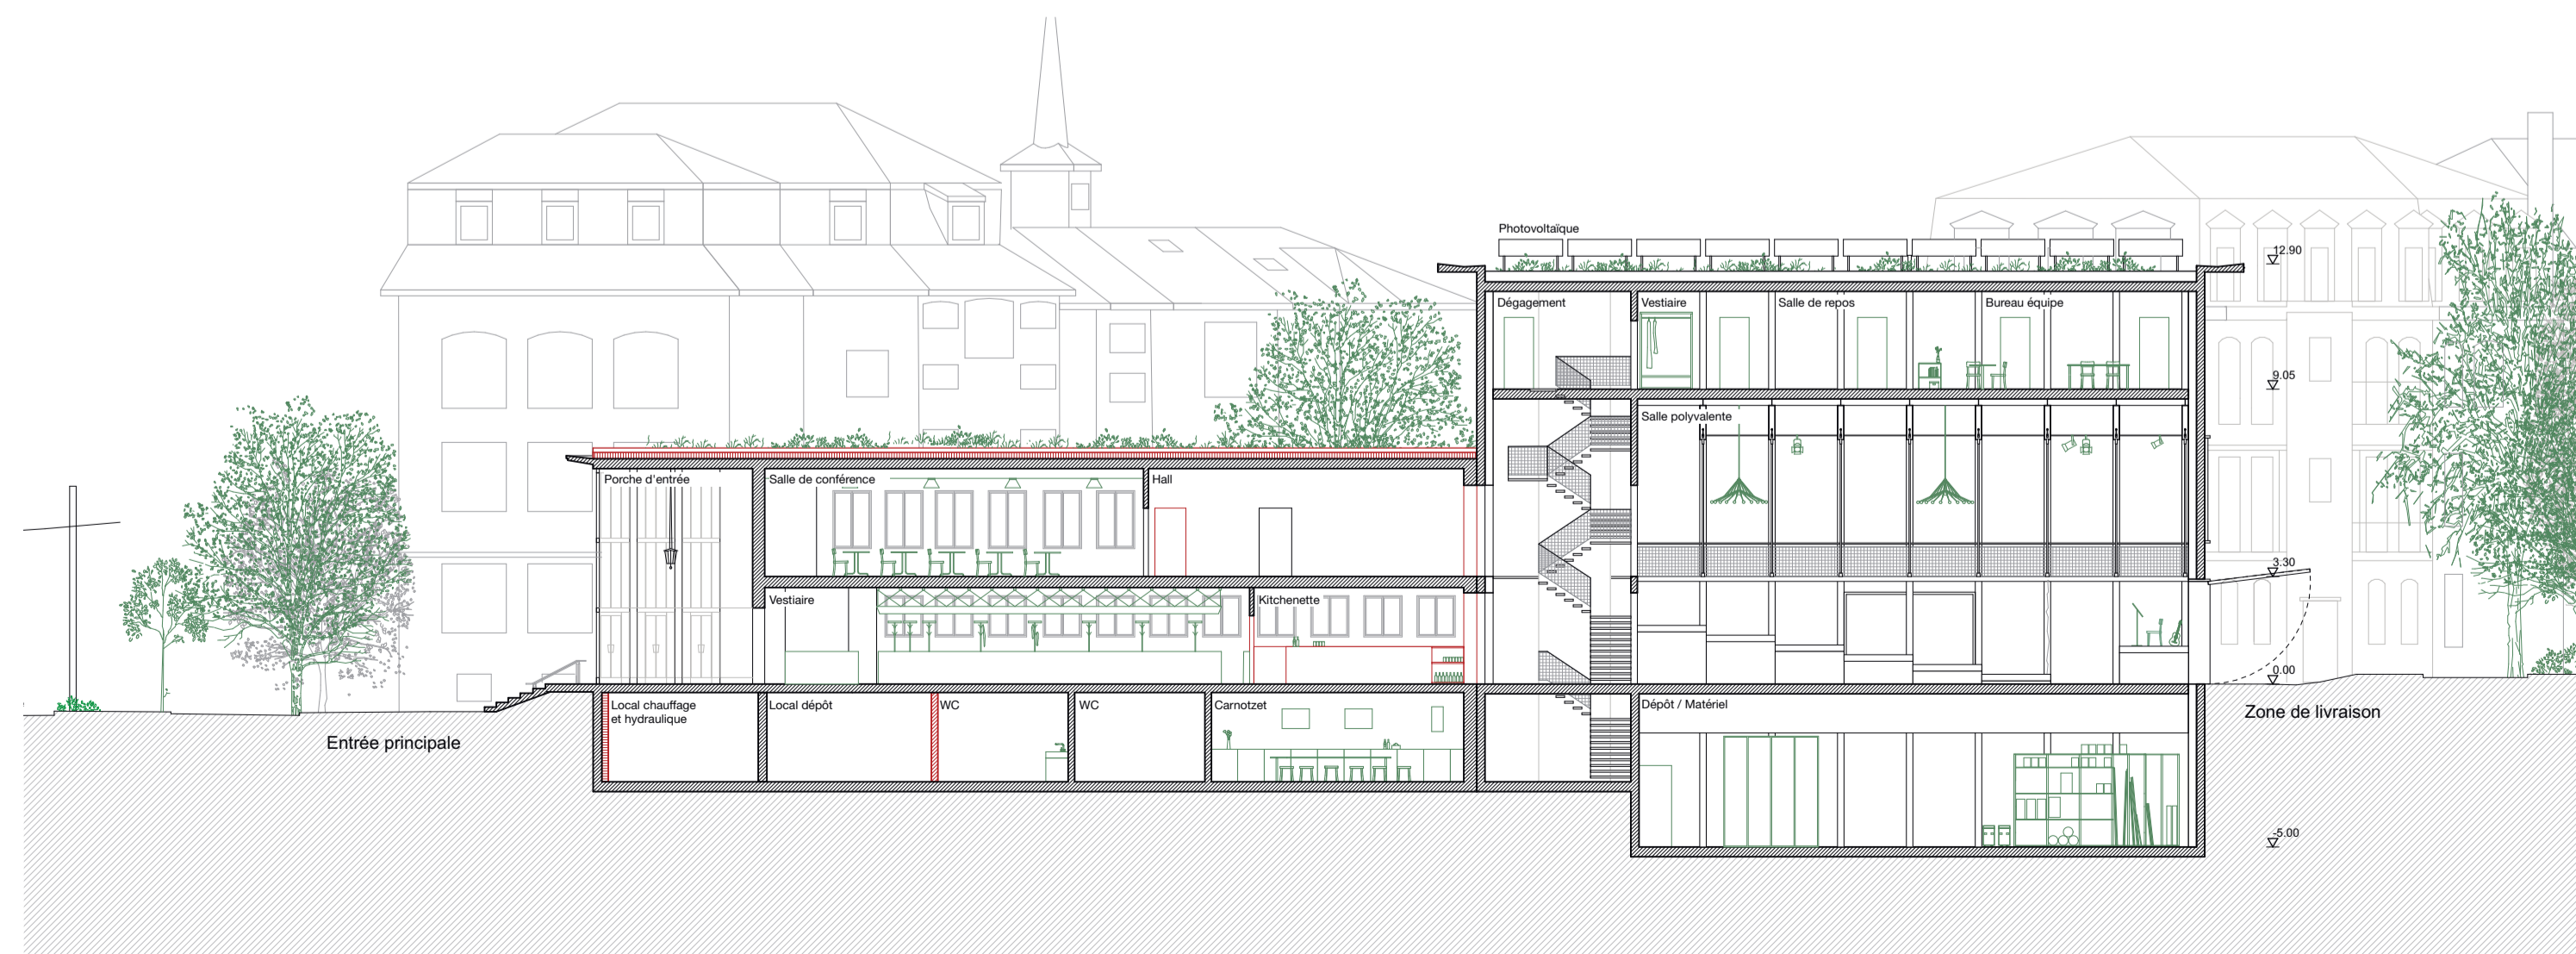 Photovoltaïque
12.90
Dégagement
Vestiaire
Salle de repos
Bureau équipe
9.05
Salle polyvalente
Porche d'entrée
Salle de conférence
Hall
3.30
Vestiaire
Kitchenette
0.00
Local chauffage
et hydraulique
Local dépôt
WC
WC
Carnotzet
Dépôt / Matériel
Zone de livraison
Entrée principale
-5.00